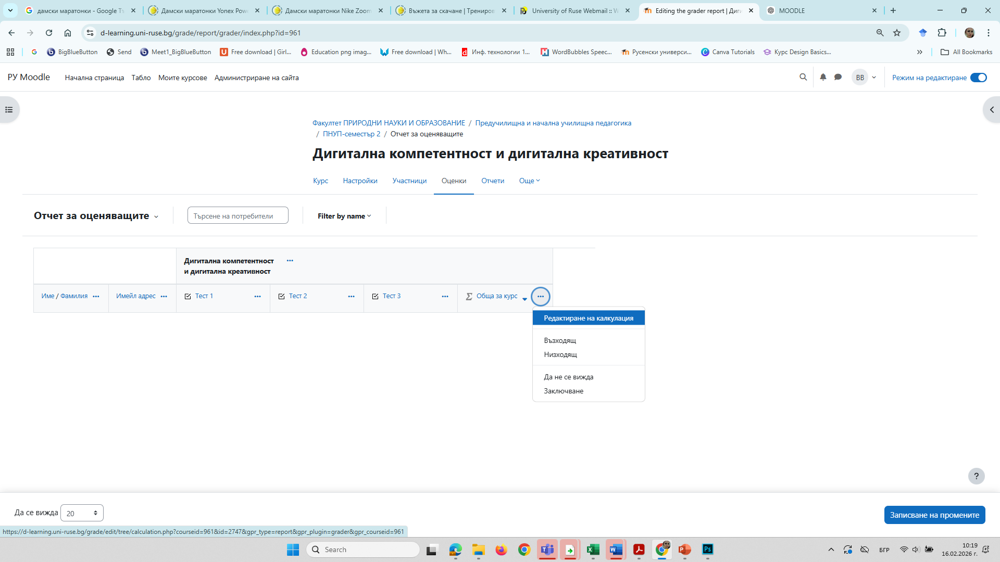 дамски маратонки - Google Тъ
Дамски маратонки Yonex Powe
Дамски маратонки Nike Zoom
Въжета за скачане | Трениров
University of Ruse Webmail :: W
Editing the grader report | Диги
MOODLE
d-learning.uni-ruse.bg/grade/report/grader/index.php?id=961
BigBlueButton
Send
Meet1_BigBlueButton
Free download | Girl...
Education png imag...
Free download | Wh...
Инф. технологии 1...
WordBubbles Speec...
Русенски универси...
Canva Tutorials
Курс Design Basics...
All Bookmarks
РУ Moodle
Начална страница
Табло
Моите курсове
Администриране на сайта
BB
Режим на редактиране
Факултет ПРИРОДНИ НАУКИ И ОБРАЗОВАНИЕ / Предучилищна и начална училищна педагогика
/ ПНУП-семестър 2 / Отчет за оценяващите
Дигитална компетентност и дигитална креативност
Курс
Настройки
Участници
Оценки
Отчети
Още
Отчет за оценяващите
Търсене на потребители
Filter by name
Дигитална компетентност
и дигитална креативност
Име / Фамилия
Имейл адрес
Тест 1
Тест 2
Тест 3
Обща за курс
Редактиране на калкулация
Възходящ
Низходящ
Да не се вижда
Заключване
?
Да се вижда
20
Записване на промените
https://d-learning.uni-ruse.bg/grade/edit/tree/calculation.php?courseid=961&id=2747&gpr_type=report&gpr_plugin=grader&gpr_courseid=961
Search
БГР
10:19
16.02.2026 г.